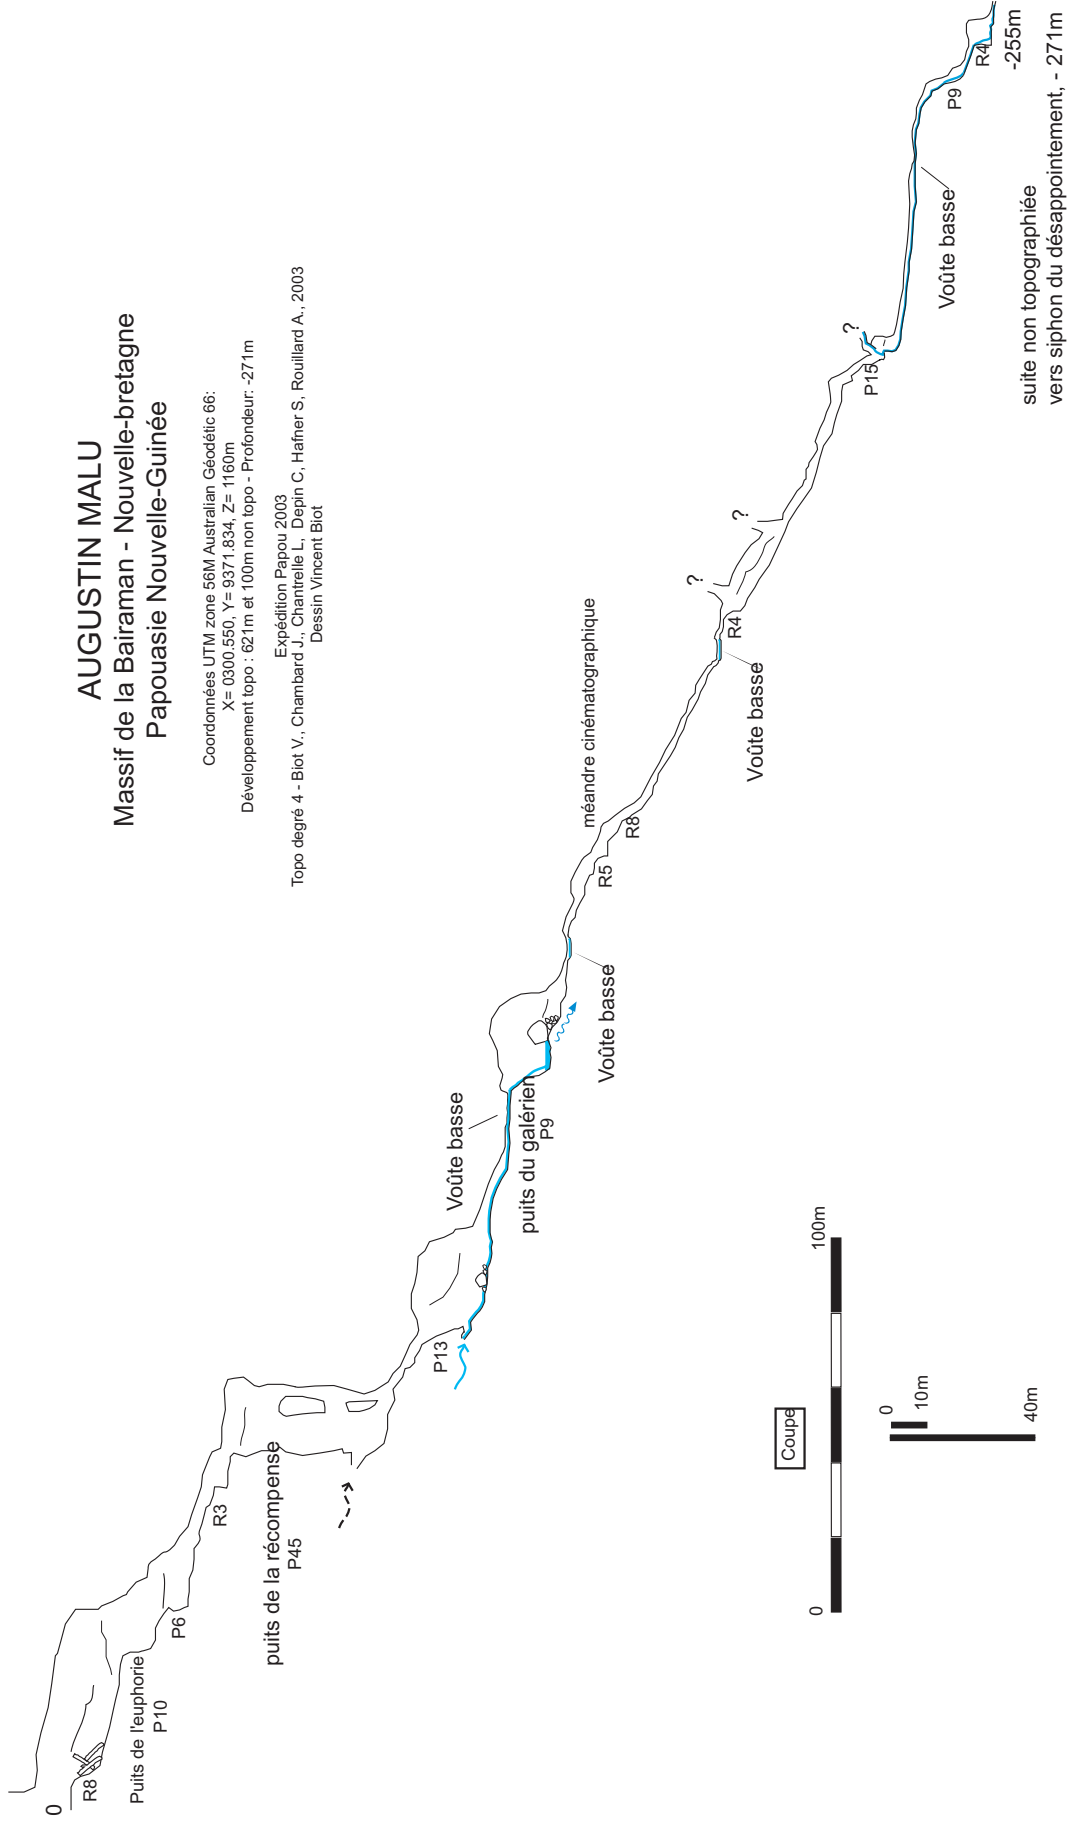 AUGUSTIN MALU
Massif de la Bairaman - Nouvelle-bretagne
Papouasie Nouvelle-Guinée
Coordonnées UTM zone 56M Australian Géodétic 66:
X= 0300.550, Y= 9371.834, Z= 1160m
Développement topo : 621m et 100m non topo - Profondeur: -271m
Expédition Papou 2003
Topo degré 4 - Biot V., Chambard J., Chantrelle L, Depin C, Hafner S, Rouillard A., 2003
Dessin Vincent Biot
0
R8
Puits de l'euphorie
P10
P6
R3
puits de la récompense
P45
P13
Voûte basse
puits du galérien
P9
Voûte basse
R5
méandre cinématographique
R8
Voûte basse
R4
?
?
P15
?
Voûte basse
P9
R4
-255m
suite non topographiée
vers siphon du désappointement, - 271m
Coupe
0
100m
0
10m
40m